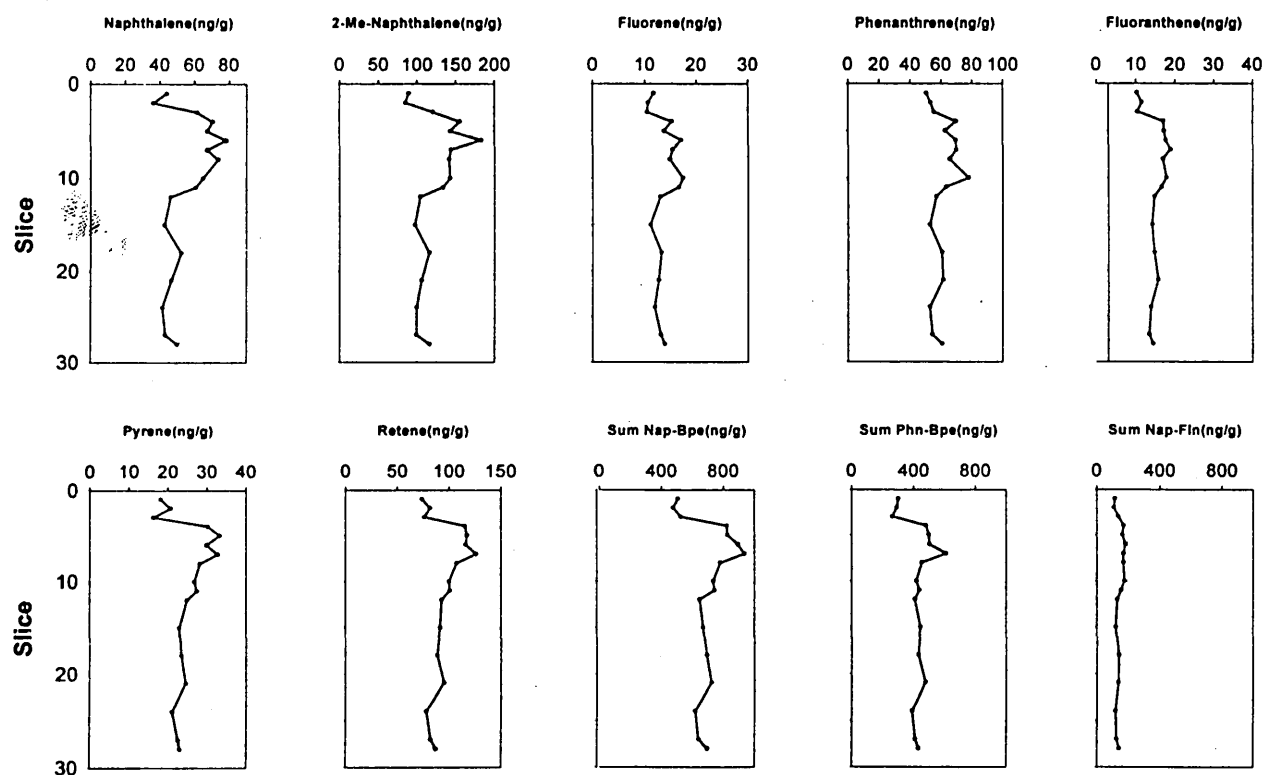 Naphthalene(ng/g) 2-Me-Naphthalene(ng/g) Fluorene(ng/g) Phenanthrene(ng/g) Fluoranthene(ng/g)
0 20 40 60 80 0 50 100 150 200 0 10 20 30 0 20 40 60 80 100 0 10 20 30 40
0
10
Slice
20
30
Pyrene(ng/g) Retene(ng/g) Sum Nap-Bpe(ng/g) Sum Phn-Bpe(ng/g) Sum Nap-Fln(ng/g)
0 10 20 30 40 0 50 100 150 0 400 800 0 400 800 0 400 800
0
10
Slice
20
30